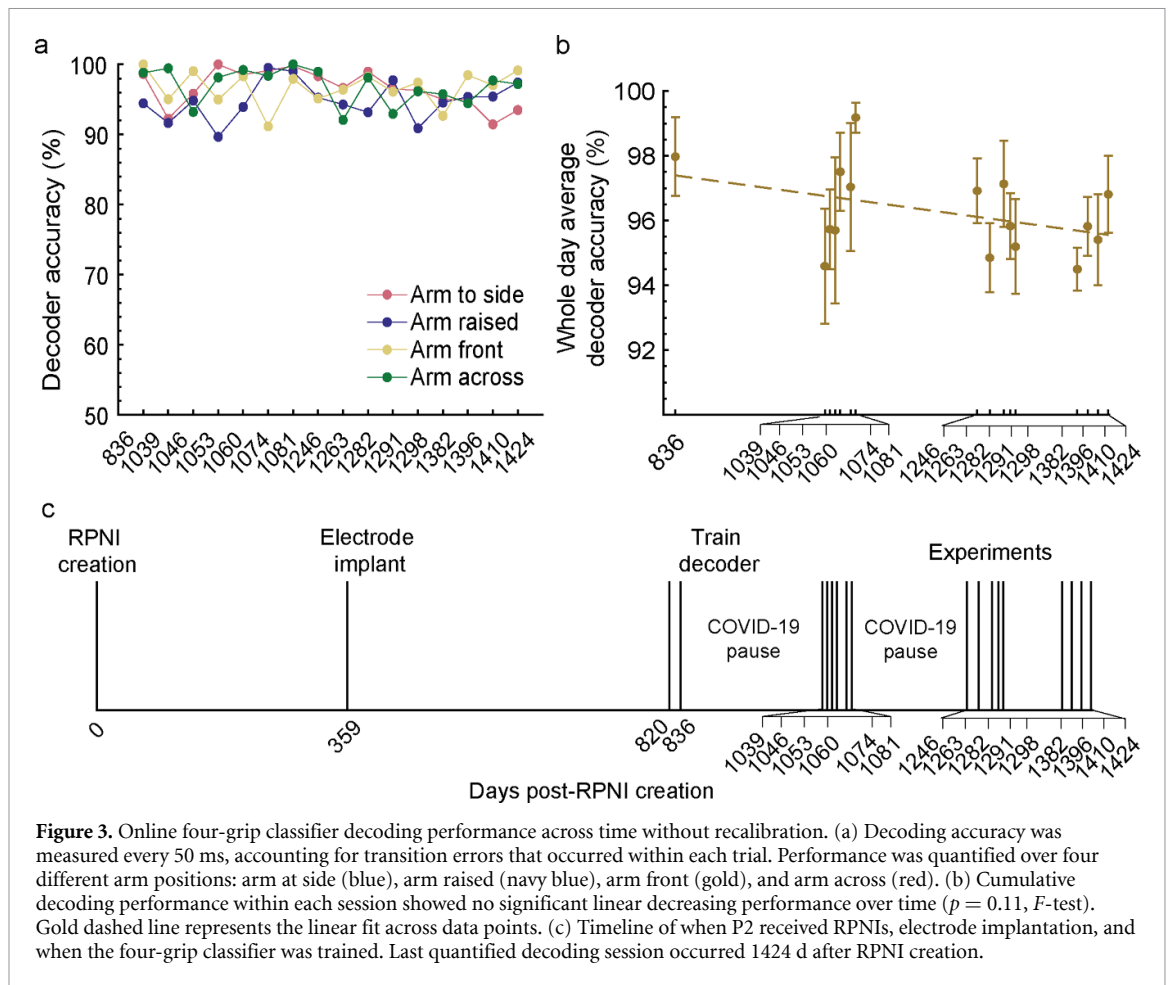 a
Decoder accuracy (%)
100
90
80
70
60
50
Arm to side
Arm raised
Arm front
Arm across
836
1039
1046
1053
1060
1074
1081
1246
1263
1282
1291
1298
1382
1396
1410
1424
b
Whole day average
decoder accuracy (%)
100
98
96
94
92
836
1039
1046
1053
1060
1074
1081
1246
1263
1282
1291
1298
1382
1396
1410
1424
c
RPNI
creation
Electrode
implant
Train
decoder
Experiments
COVID-19
pause
COVID-19
pause
0
359
820
836
1039
1046
1053
1060
1074
1081
1246
1263
1282
1291
1298
1382
1396
1410
1424
Days post-RPNI creation
Figure 3. Online four-grip classifier decoding performance across time without recalibration. (a) Decoding accuracy was
measured every 50 ms, accounting for transition errors that occurred within each trial. Performance was quantified over four
different arm positions: arm at side (blue), arm raised (navy blue), arm front (gold), and arm across (red). (b) Cumulative
decoding performance within each session showed no significant linear decreasing performance over time (p = 0.11, F-test).
Gold dashed line represents the linear fit across data points. (c) Timeline of when P2 received RPNIs, electrode implantation, and
when the four-grip classifier was trained. Last quantified decoding session occurred 1424 d after RPNI creation.